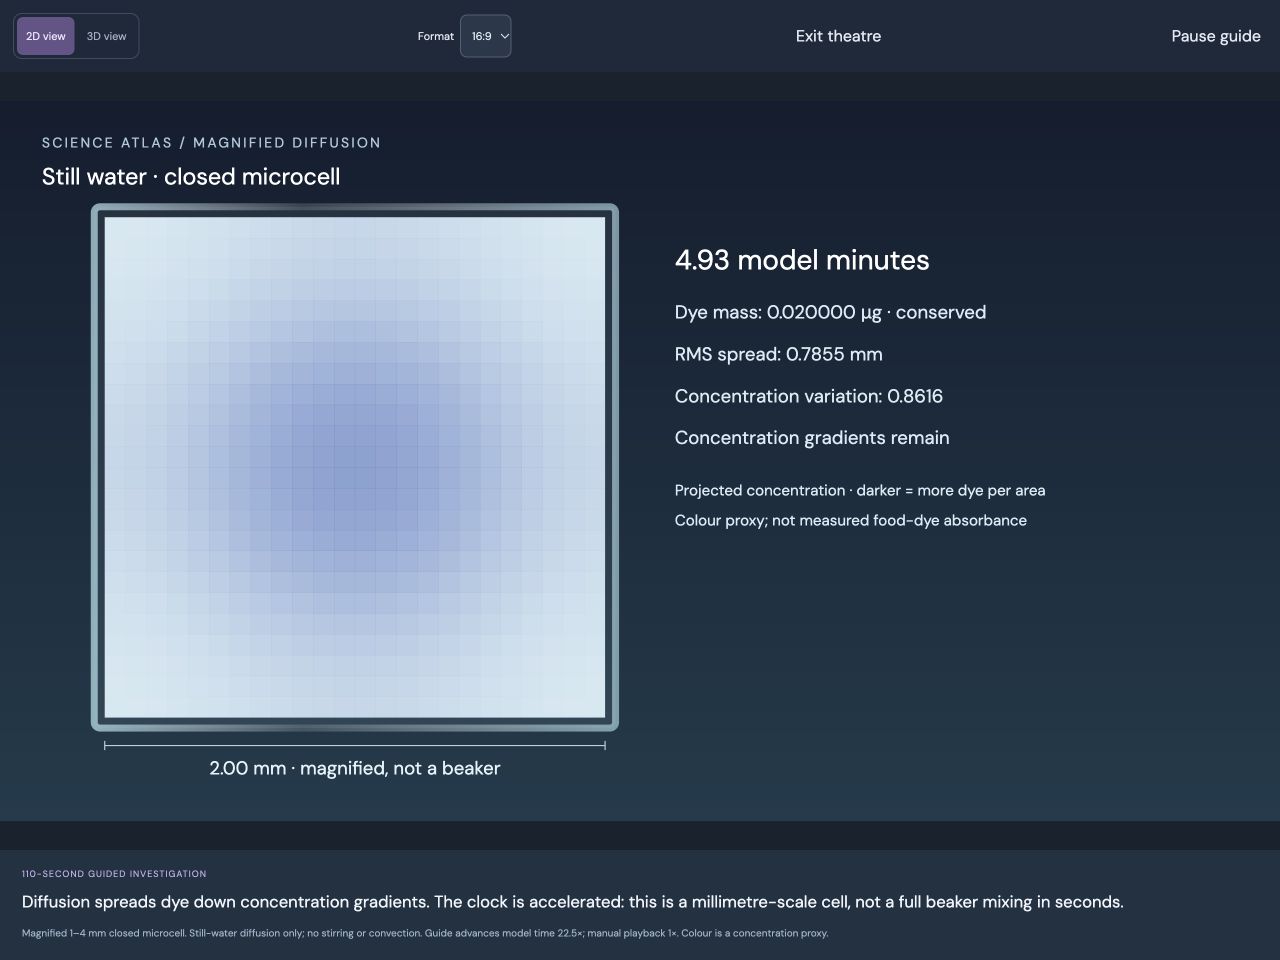 2D view 3D view Format 16:9 Exit theatre Pause guide
SCIENCE ATLAS / MAGNIFIED DIFFUSION
Still water · closed microcell
4.93 model minutes
Dye mass: 0.020000 µg · conserved
RMS spread: 0.7855 mm
Concentration variation: 0.8616
Concentration gradients remain
Projected concentration · darker = more dye per area
Colour proxy; not measured food-dye absorbance
2.00 mm · magnified, not a beaker
110-SECOND GUIDED INVESTIGATION
Diffusion spreads dye down concentration gradients. The clock is accelerated: this is a millimetre-scale cell, not a full beaker mixing in seconds.
Magnified 1–4 mm closed microcell. Still-water diffusion only; no stirring or convection. Guide advances model time 22.5×; manual playback 1×. Colour is a concentration proxy.